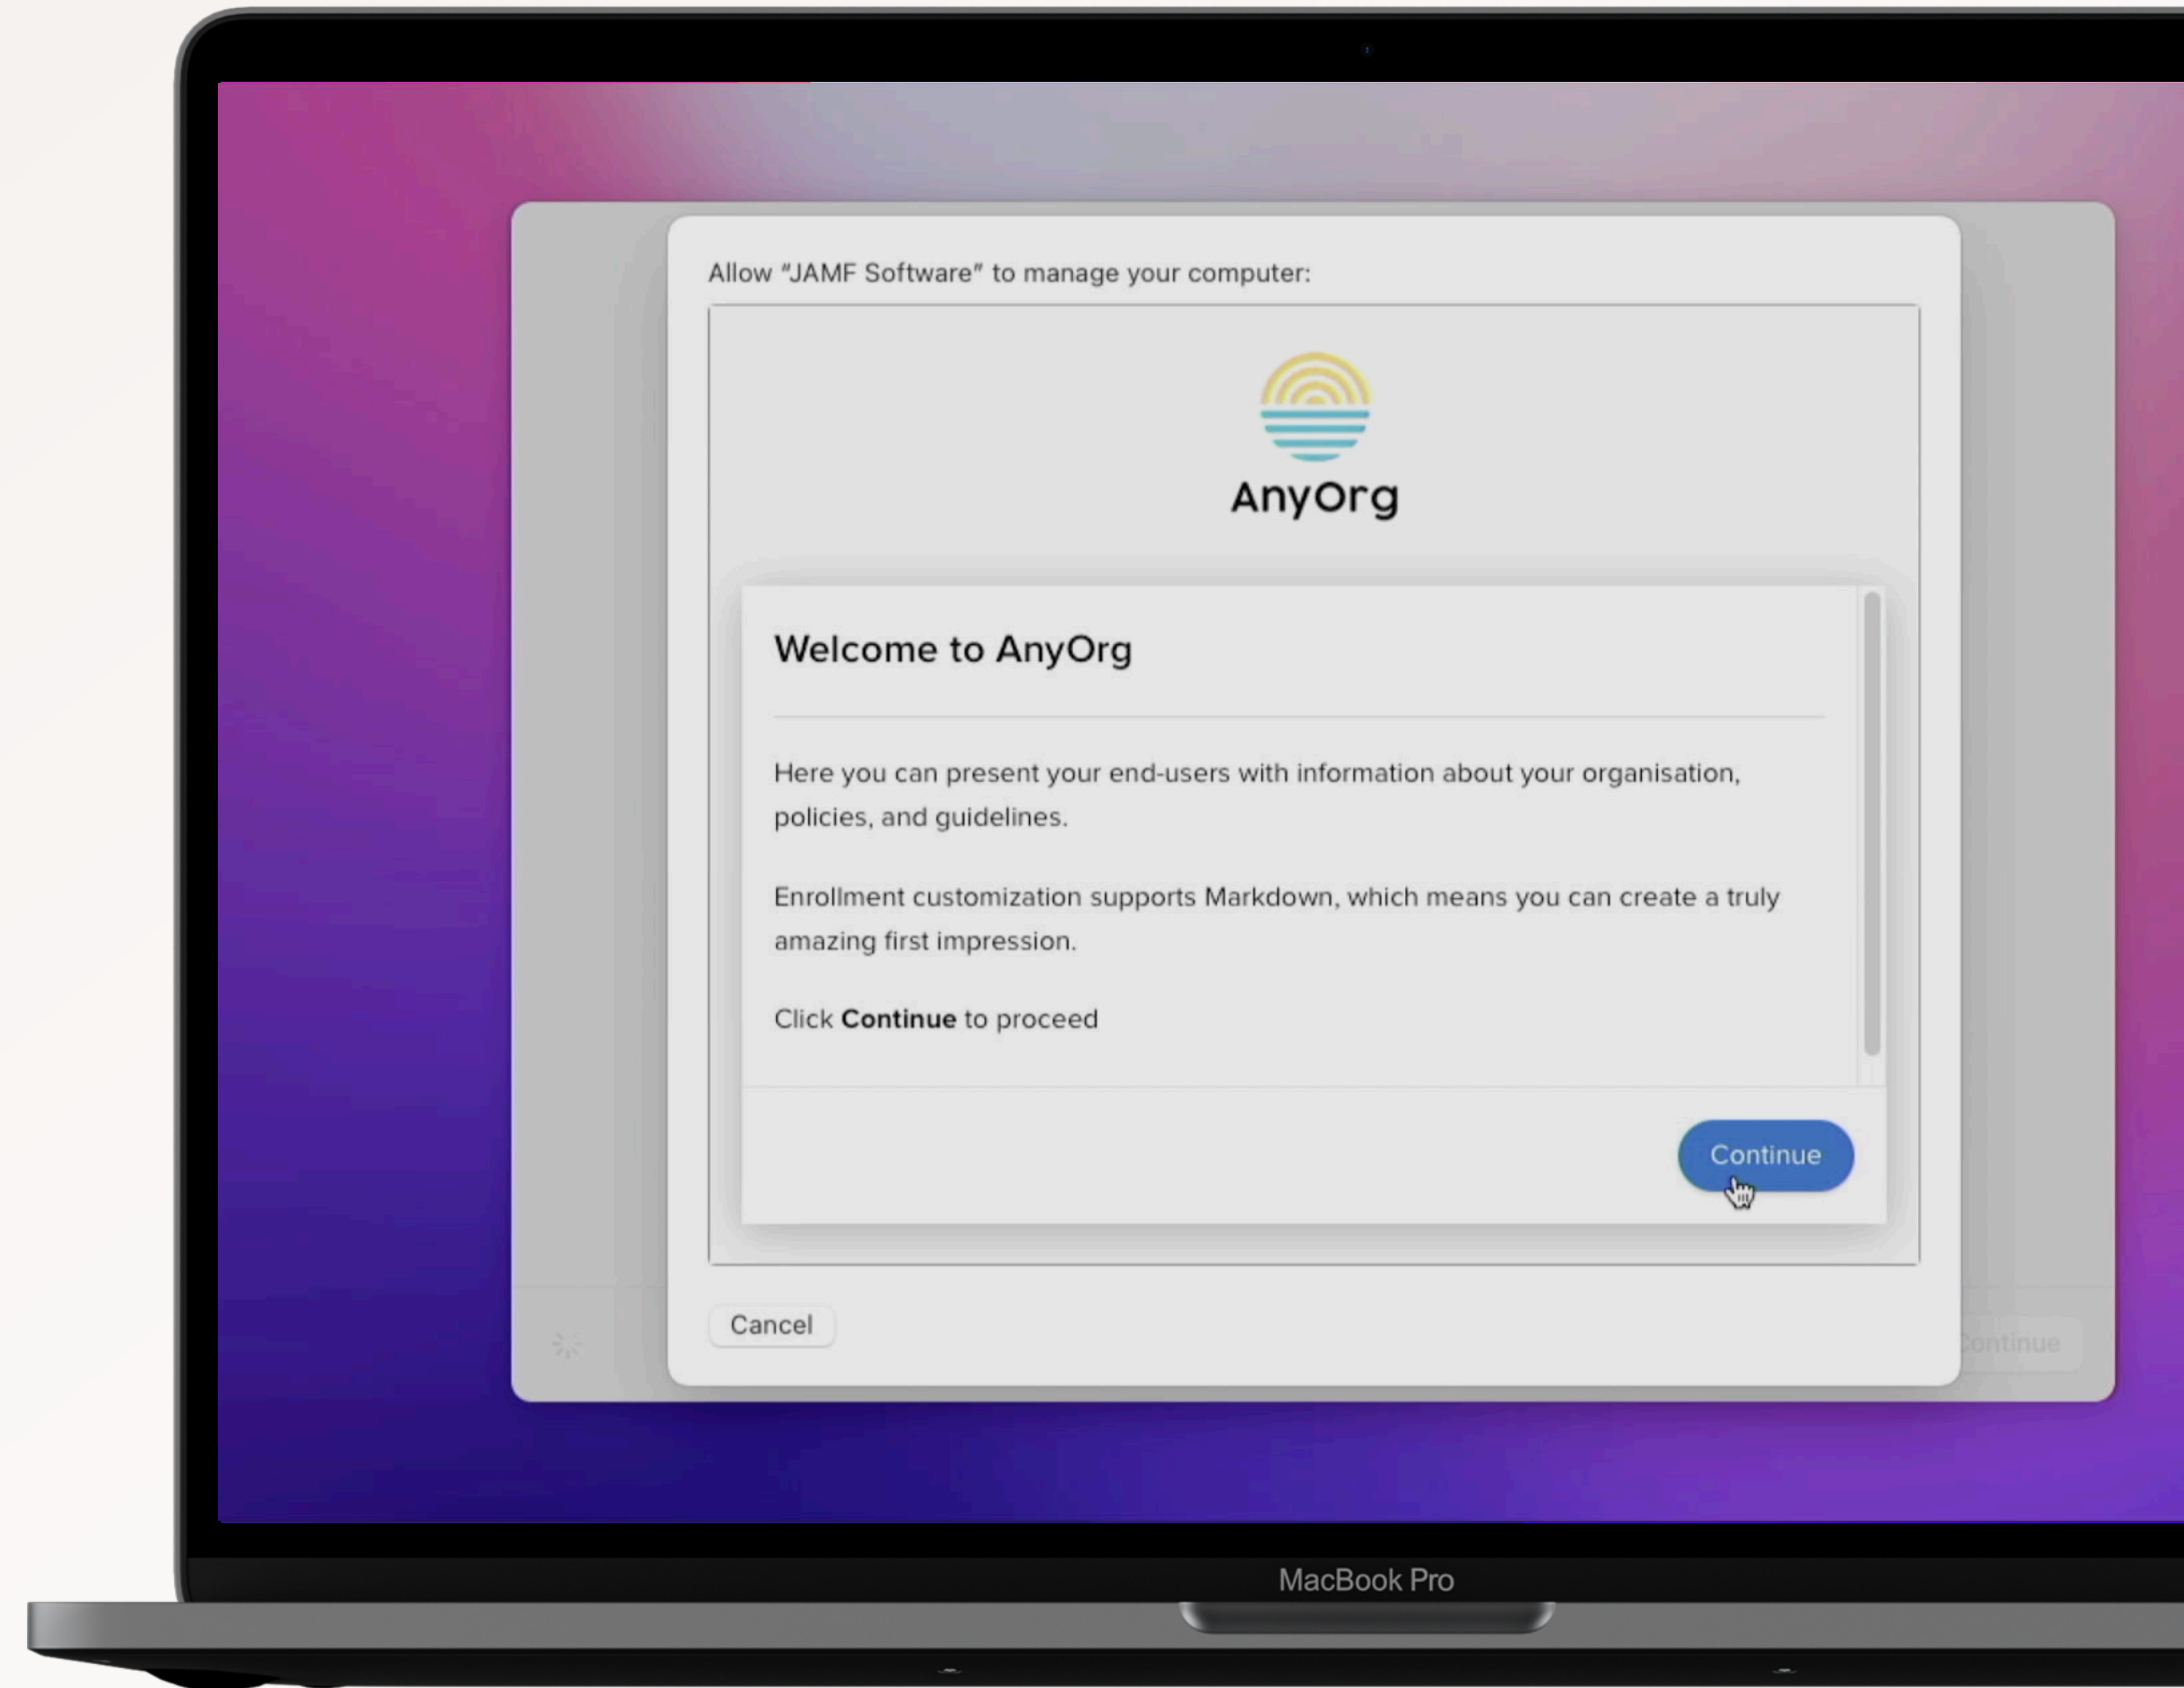 Allow “JAMF Software” to manage your computer:
AnyOrg
Welcome to AnyOrg
Here you can present your end-users with information about your organisation,
policies, and guidelines.
Enrollment customization supports Markdown, which means you can create a truly
amazing first impression.
Click Continue to proceed
Continue
Cancel
Continue
MacBook Pro